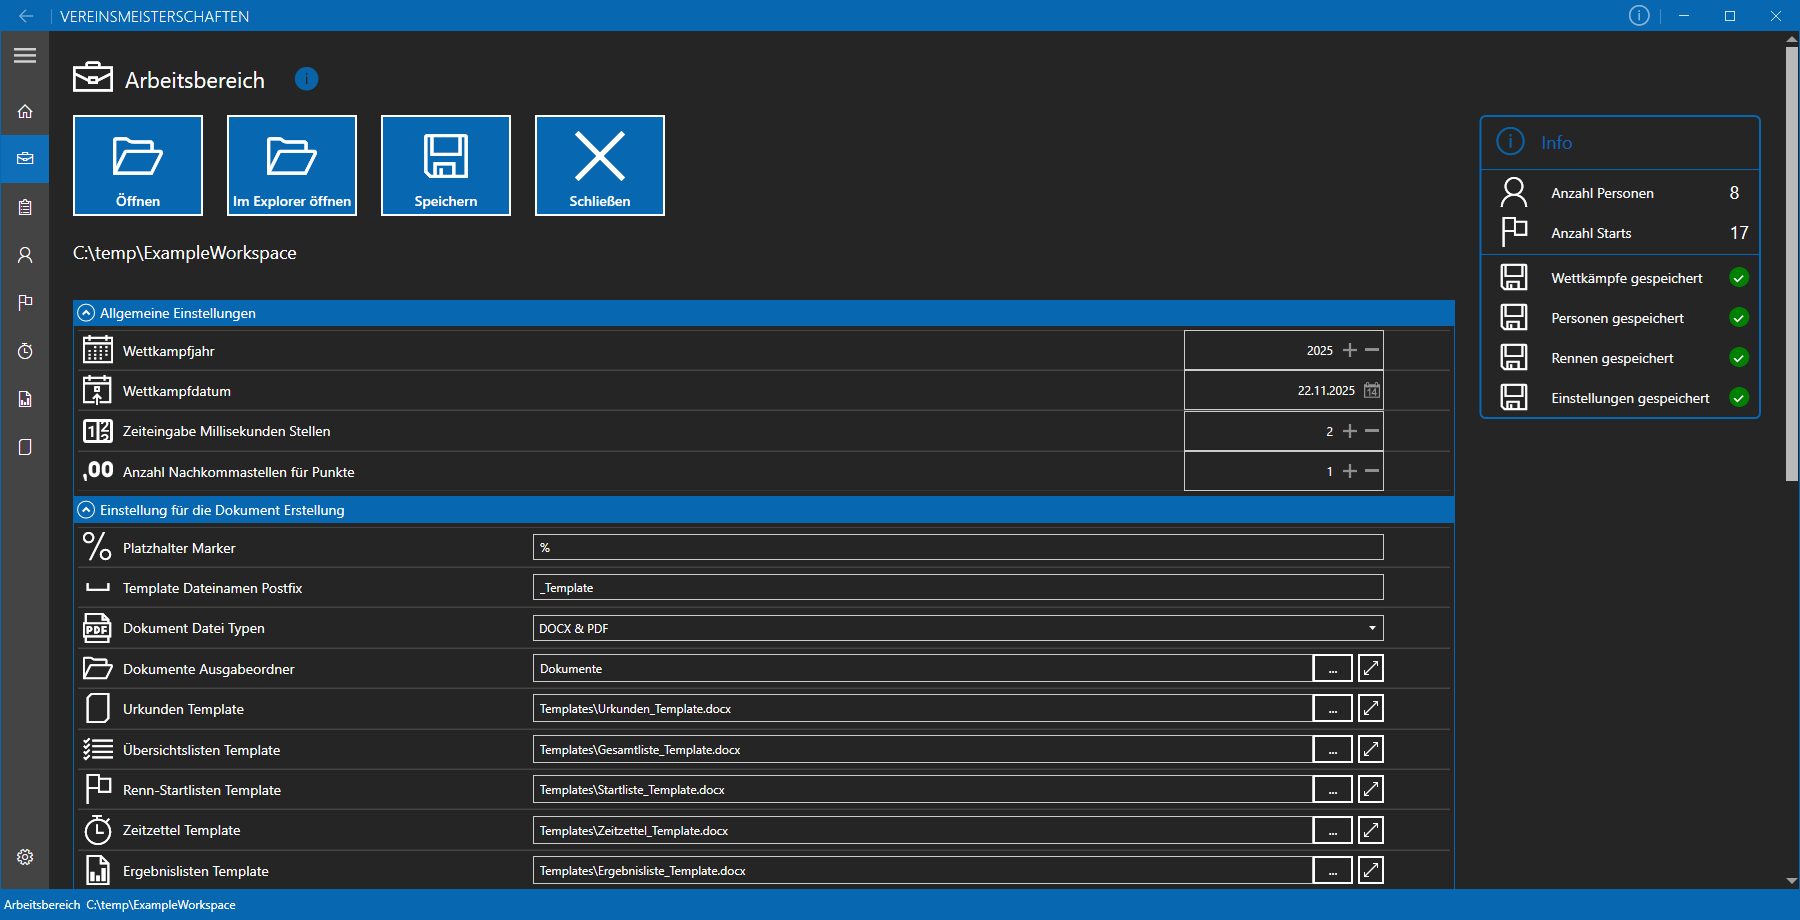 VEREINSMEISTERSCHAFTEN
Arbeitsbereich
Öffnen
Im Explorer öffnen
Speichern
Schließen
C:\temp\ExampleWorkspace
Info
Anzahl Personen 8
Anzahl Starts 17
Wettkämpfe gespeichert
Personen gespeichert
Rennen gespeichert
Einstellungen gespeichert
Allgemeine Einstellungen
Wettkampfjahr 2025
Wettkampfdatum 22.11.2025 14
Zeiteingabe Millisekunden Stellen 2
,00 Anzahl Nachkommastellen für Punkte 1
Einstellung für die Dokument Erstellung
% Platzhalter Marker %
Template Dateinamen Postfix _Template
PDF Dokument Datei Typen DOCX & PDF
Dokumente Ausgabeordner Dokumente ...
Urkunden Template Templates\Urkunden_Template.docx ...
Übersichtslisten Template Templates\Gesamtliste_Template.docx ...
Renn-Startlisten Template Templates\Startliste_Template.docx ...
Zeitzettel Template Templates\Zeitzettel_Template.docx ...
Ergebnislisten Template Templates\Ergebnisliste_Template.docx ...
Arbeitsbereich C:\temp\ExampleWorkspace